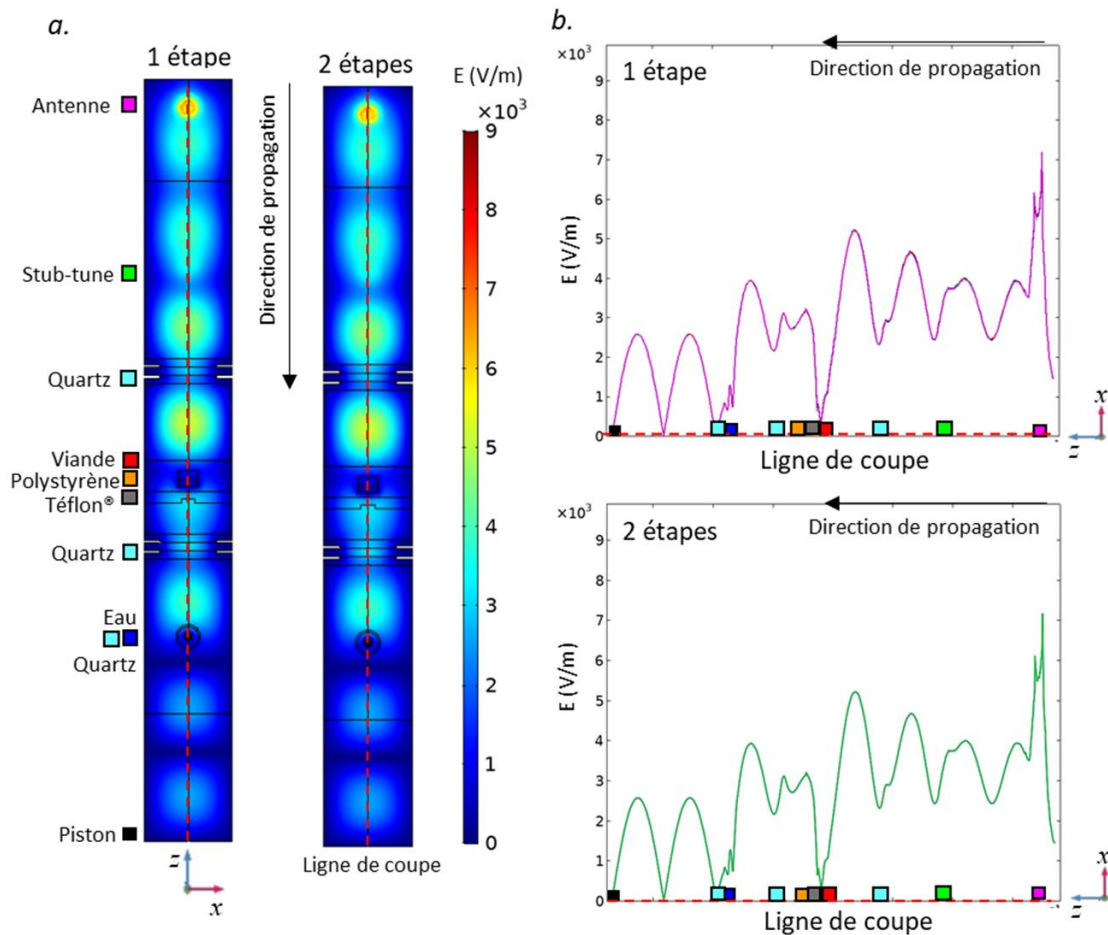 a.
1 étape
2 étapes
E (V/m)
×10³
9
8
7
6
5
4
3
2
1
0
Antenne
Stub-tune
Quartz
Viande
Polystyrène
Téflon®
Quartz
Eau
Quartz
Piston
Direction de propagation
z
x
Ligne de coupe
b.
×10³
1 étape
Direction de propagation
E (V/m)
9
8
7
6
5
4
3
2
1
0
Ligne de coupe
x
z
×10³
2 étapes
Direction de propagation
E (V/m)
9
8
7
6
5
4
3
2
1
0
Ligne de coupe
x
z